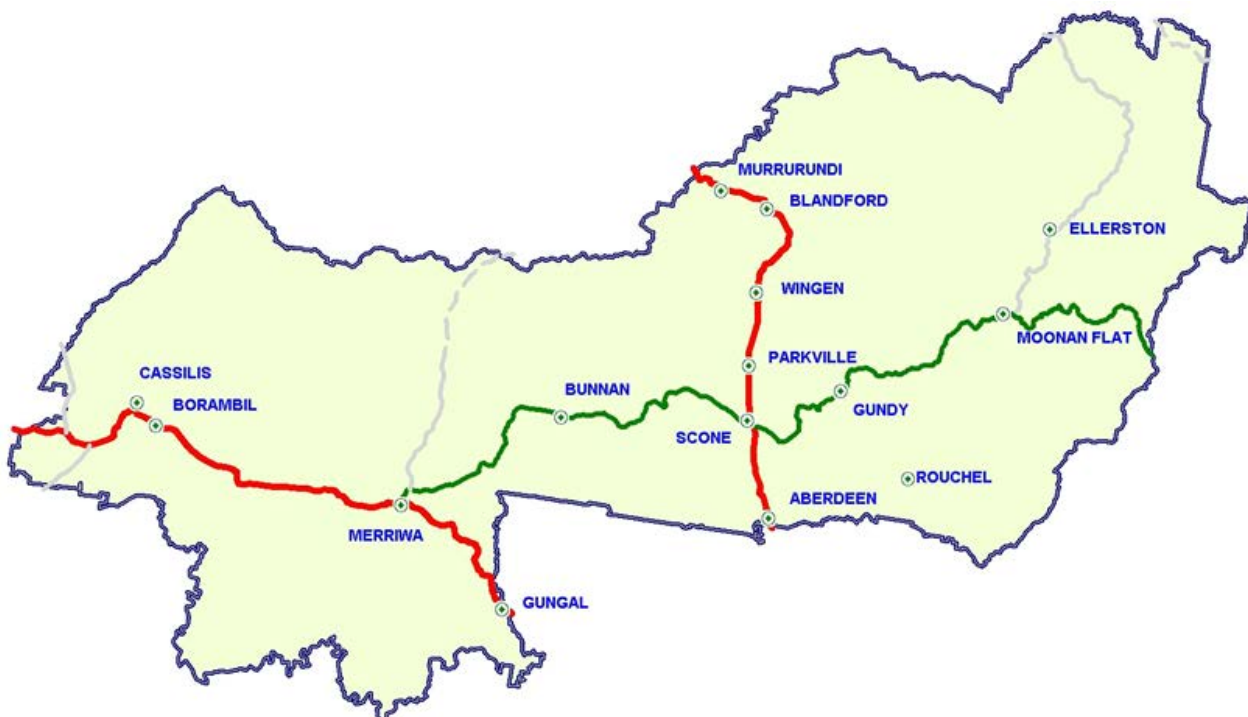 MURRURUNDI
BLANDFORD
ELLERSTON
WINGEN
MOONAN FLAT
PARKVILLE
CASSILIS
BUNNAN
GUNDY
BORAMBIL
SCONE
ROUCHEL
ABERDEEN
MERRIWA
GUNGAL